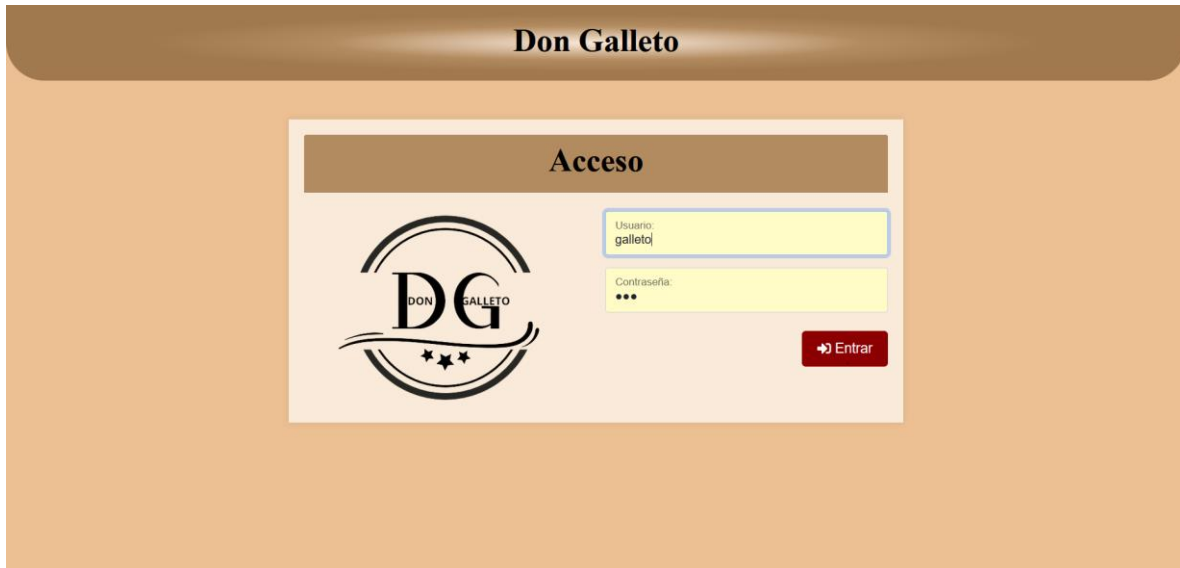 Don Galleto
Acceso
DG
DON GALLETO
Usuario:
galleto
Contraseña:
•••
Entrar